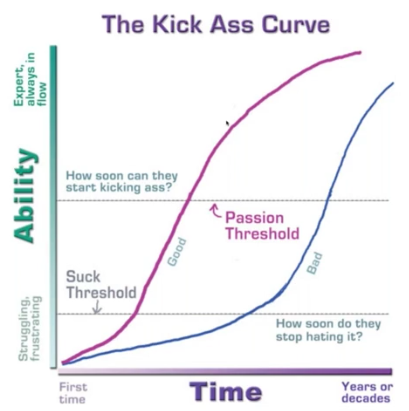 The Kick Ass Curve
Expert,
always in
flow
Ability
Struggling,
frustrating
How soon can they
start kicking ass?
Passion
Threshold
Good
Bad
Suck
Threshold
How soon do they
stop hating it?
First
time
Time
Years or
decades